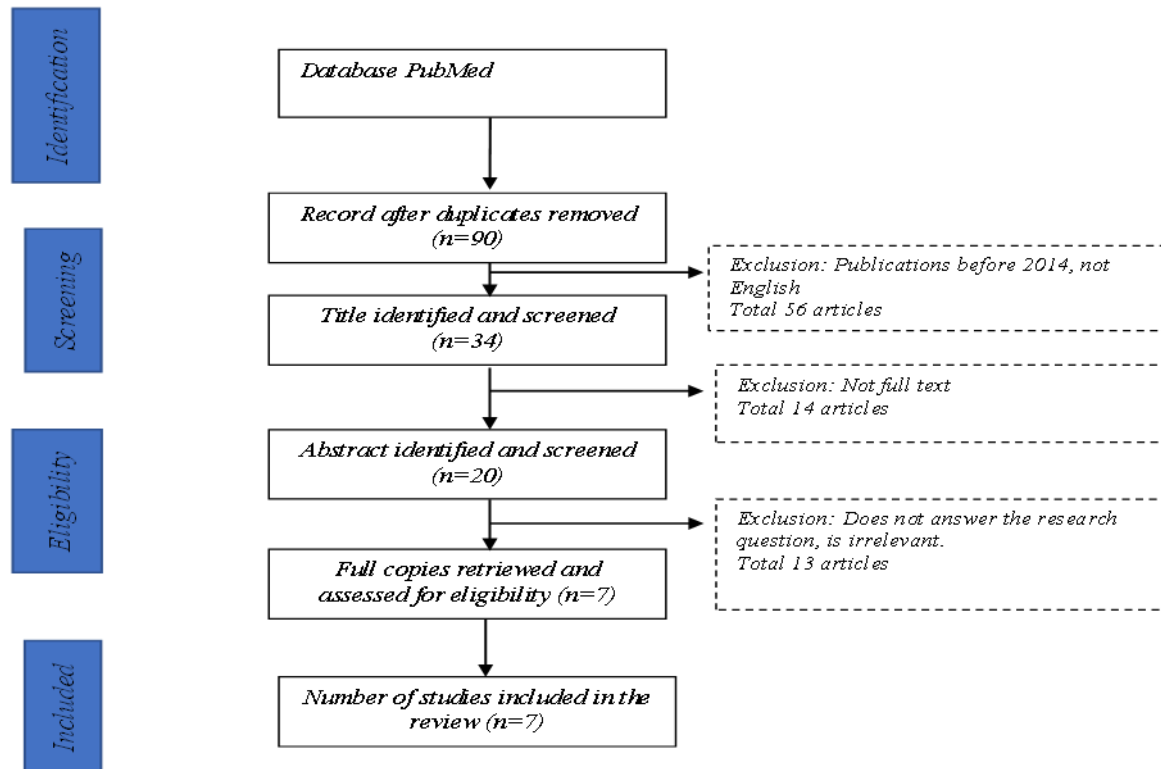 Identification
Database PubMed
Record after duplicates removed
(n=90)
Screening
Exclusion: Publications before 2014, not
English
Total 56 articles
Title identified and screened
(n=34)
Exclusion: Not full text
Total 14 articles
Eligibility
Abstract identified and screened
(n=20)
Exclusion: Does not answer the research
question, is irrelevant.
Total 13 articles
Full copies retrieved and
assessed for eligibility (n=7)
Included
Number of studies included in the
review (n=7)